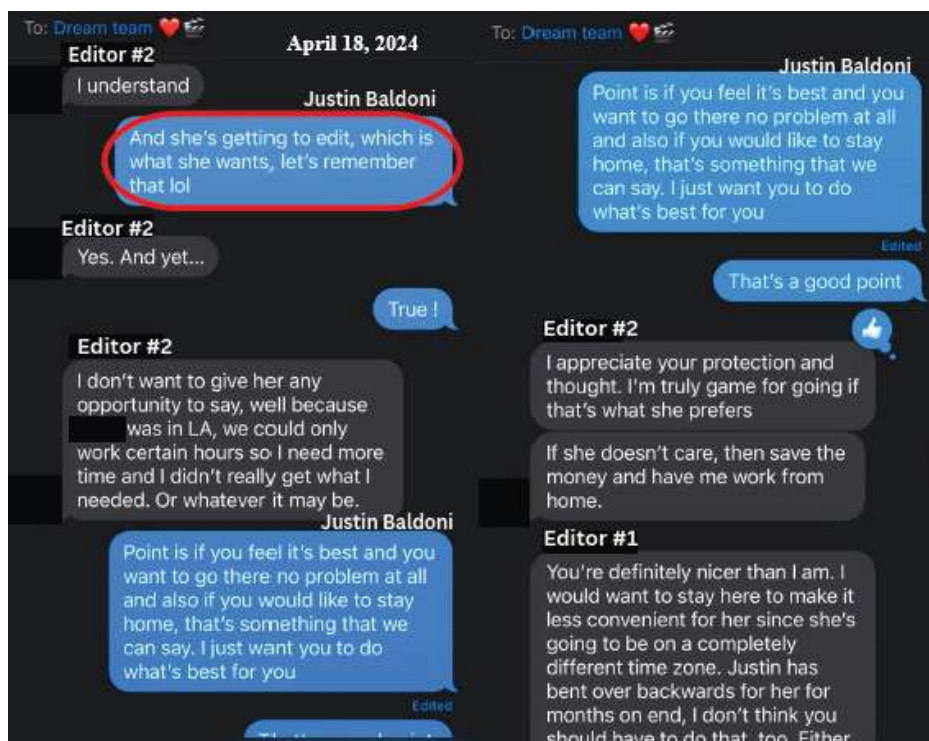 To: Dream team ❤️🎬
April 18, 2024
Editor #2
I understand
Justin Baldoni
And she's getting to edit, which is
what she wants, let's remember
that lol
Editor #2
Yes. And yet...
True !
Editor #2
I don't want to give her any
opportunity to say, well because
was in LA, we could only
work certain hours so I need more
time and I didn't really get what I
needed. Or whatever it may be.
Justin Baldoni
Point is if you feel it's best and you
want to go there no problem at all
and also if you would like to stay
home, that's something that we
can say. I just want you to do
what's best for you
Edited
To: Dream team ❤️🎬
Justin Baldoni
Point is if you feel it's best and you
want to go there no problem at all
and also if you would like to stay
home, that's something that we
can say. I just want you to do
what's best for you
Edited
That's a good point
Editor #2
I appreciate your protection and
thought. I'm truly game for going if
that's what she prefers
If she doesn't care, then save the
money and have me work from
home.
Editor #1
You're definitely nicer than I am. I
would want to stay here to make it
less convenient for her since she's
going to be on a completely
different time zone. Justin has
bent over backwards for her for
months on end, I don't think you
should have to do that, too. Either